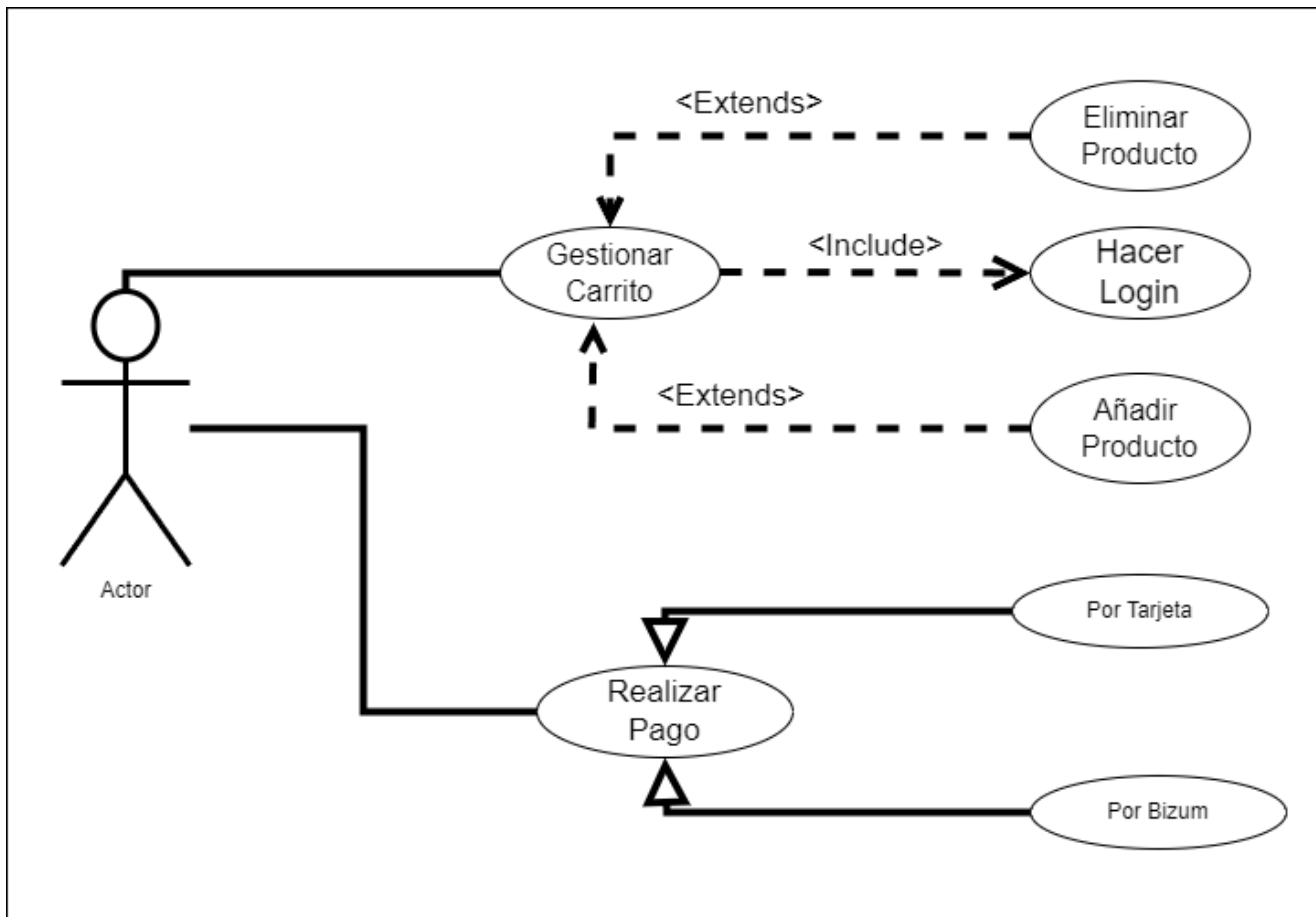 <Extends>
Eliminar
Producto
Gestionar
Carrito
<Include>
Hacer
Login
<Extends>
Añadir
Producto
Actor
Por Tarjeta
Realizar
Pago
Por Bizum